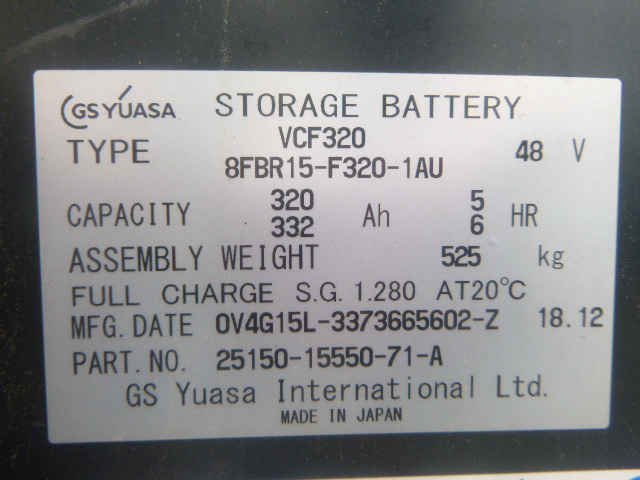 GS YUASA STORAGE BATTERY
TYPE VCF320 48 V
8FBR15-F320-1AU
CAPACITY 320 Ah 5 HR
332 6
ASSEMBLY WEIGHT 525 kg
FULL CHARGE S.G. 1.280 AT20℃
MFG.DATE 0V4G15L-3373665602-Z 18.12
PART.NO. 25150-15550-71-A
GS Yuasa International Ltd.
MADE IN JAPAN